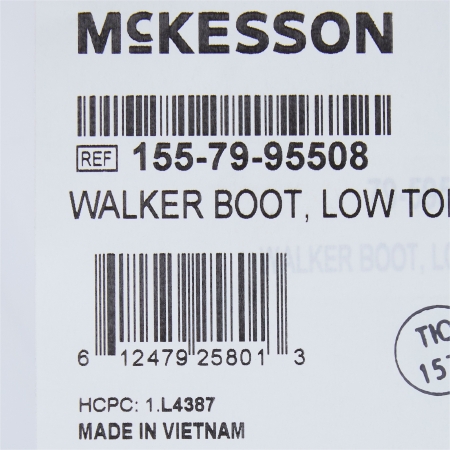 McKESSON
REF 155-79-95508
WALKER BOOT, LOW TO
6 12479 25801 3
HCPC: 1.L4387
MADE IN VIETNAM